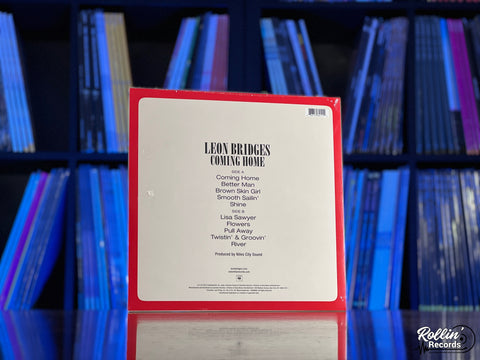 LEON BRIDGES
COMING HOME
SIDE A
Coming Home
Better Man
Brown Skin Girl
Smooth Sailin'
Shine
SIDE B
Lisa Sawyer
Flowers
Pull Away
Twistin' & Groovin'
River
Produced by Niles City Sound
Rollin'
Records